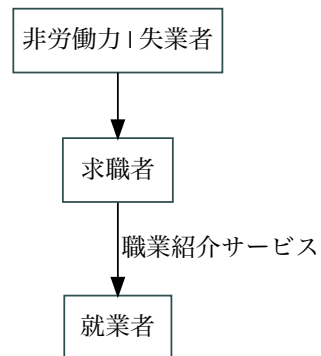 非労働力 | 失業者
求職者
職業紹介サービス
就業者